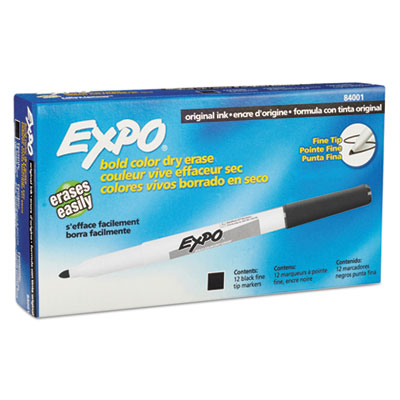 84001
original ink • encre d'origine • formula con tinta original
EXPO
bold color dry erase
couleur vive effaceur sec
colores vivos borrado en seco
Fine Tip
Pointe Fine
Punta Fina
erases
easily
s'efface facilement
borra facilmente
EXPO
Contents:
12 black fine
tip markers
Contenu:
12 marqueurs à pointe
fine, encre noire
Contenido:
12 marcadores
negros punta fina
EXPO